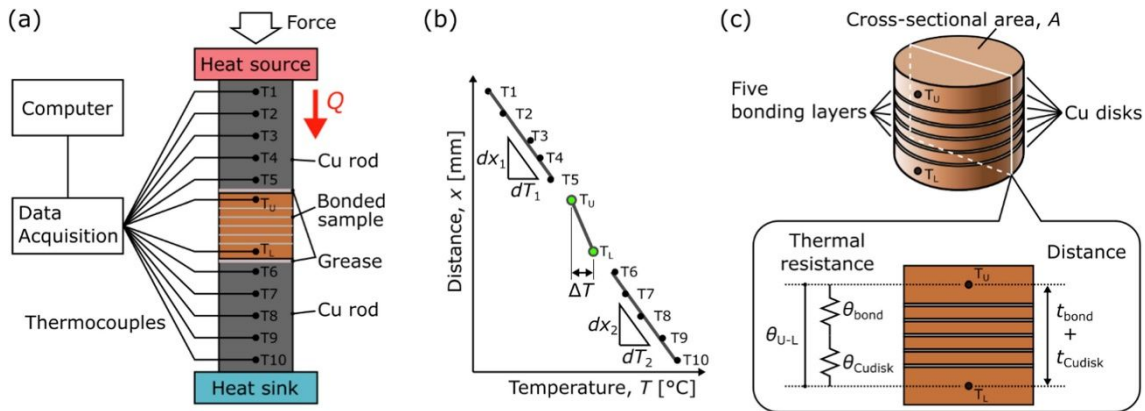 (a)
Force
Heat source
Computer
Q
T1
T2
T3
T4
T5
Cu rod
Data
Acquisition
TU
Bonded
sample
TL
Grease
T6
T7
T8
T9
T10
Cu rod
Thermocouples
Heat sink
(b)
Distance, x [mm]
T1
T2
T3
T4
T5
dx1
dT1
TU
TL
ΔT
T6
T7
T8
T9
T10
dx2
dT2
Temperature, T [°C]
(c)
Cross-sectional area, A
Five
bonding layers
TU
TL
Cu disks
Thermal
resistance
Distance
θU-L
θbond
θCudisk
TU
TL
tbond
+
tCudisk